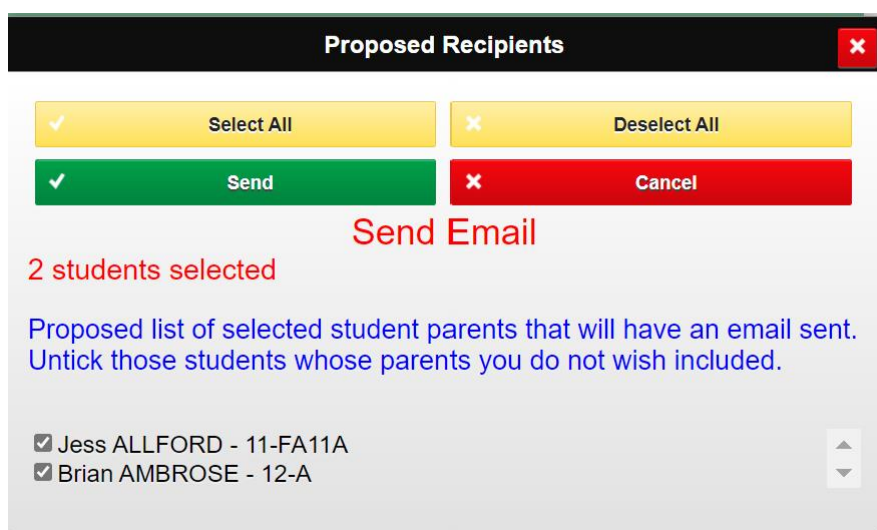 Proposed Recipients
Select All
Deselect All
Send
Cancel
Send Email
2 students selected
Proposed list of selected student parents that will have an email sent.
Untick those students whose parents you do not wish included.
Jess ALLFORD - 11-FA11A
Brian AMBROSE - 12-A